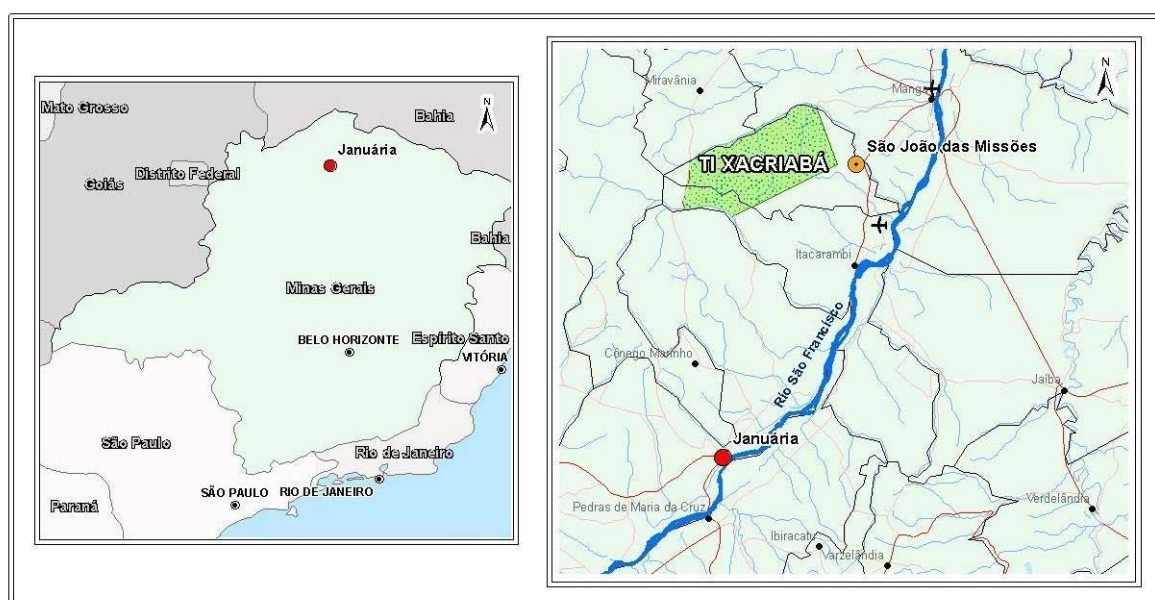 N
Mato Grosso
Bahia
Januária
Distrito Federal
Goiás
Bahia
Minas Gerais
Espírito Santo
BELO HORIZONTE
VITÓRIA
São Paulo
Rio de Janeiro
SÃO PAULO
RIO DE JANEIRO
Paraná
N
Miravânia
Manga
São João das Missões
TI XACRIABÁ
Itacarambi
Rio São Francisco
Cônego Marinho
Jaíba
Januária
Pedras de Maria da Cruz
Verdelândia
Ibiracatu
Varzelândia